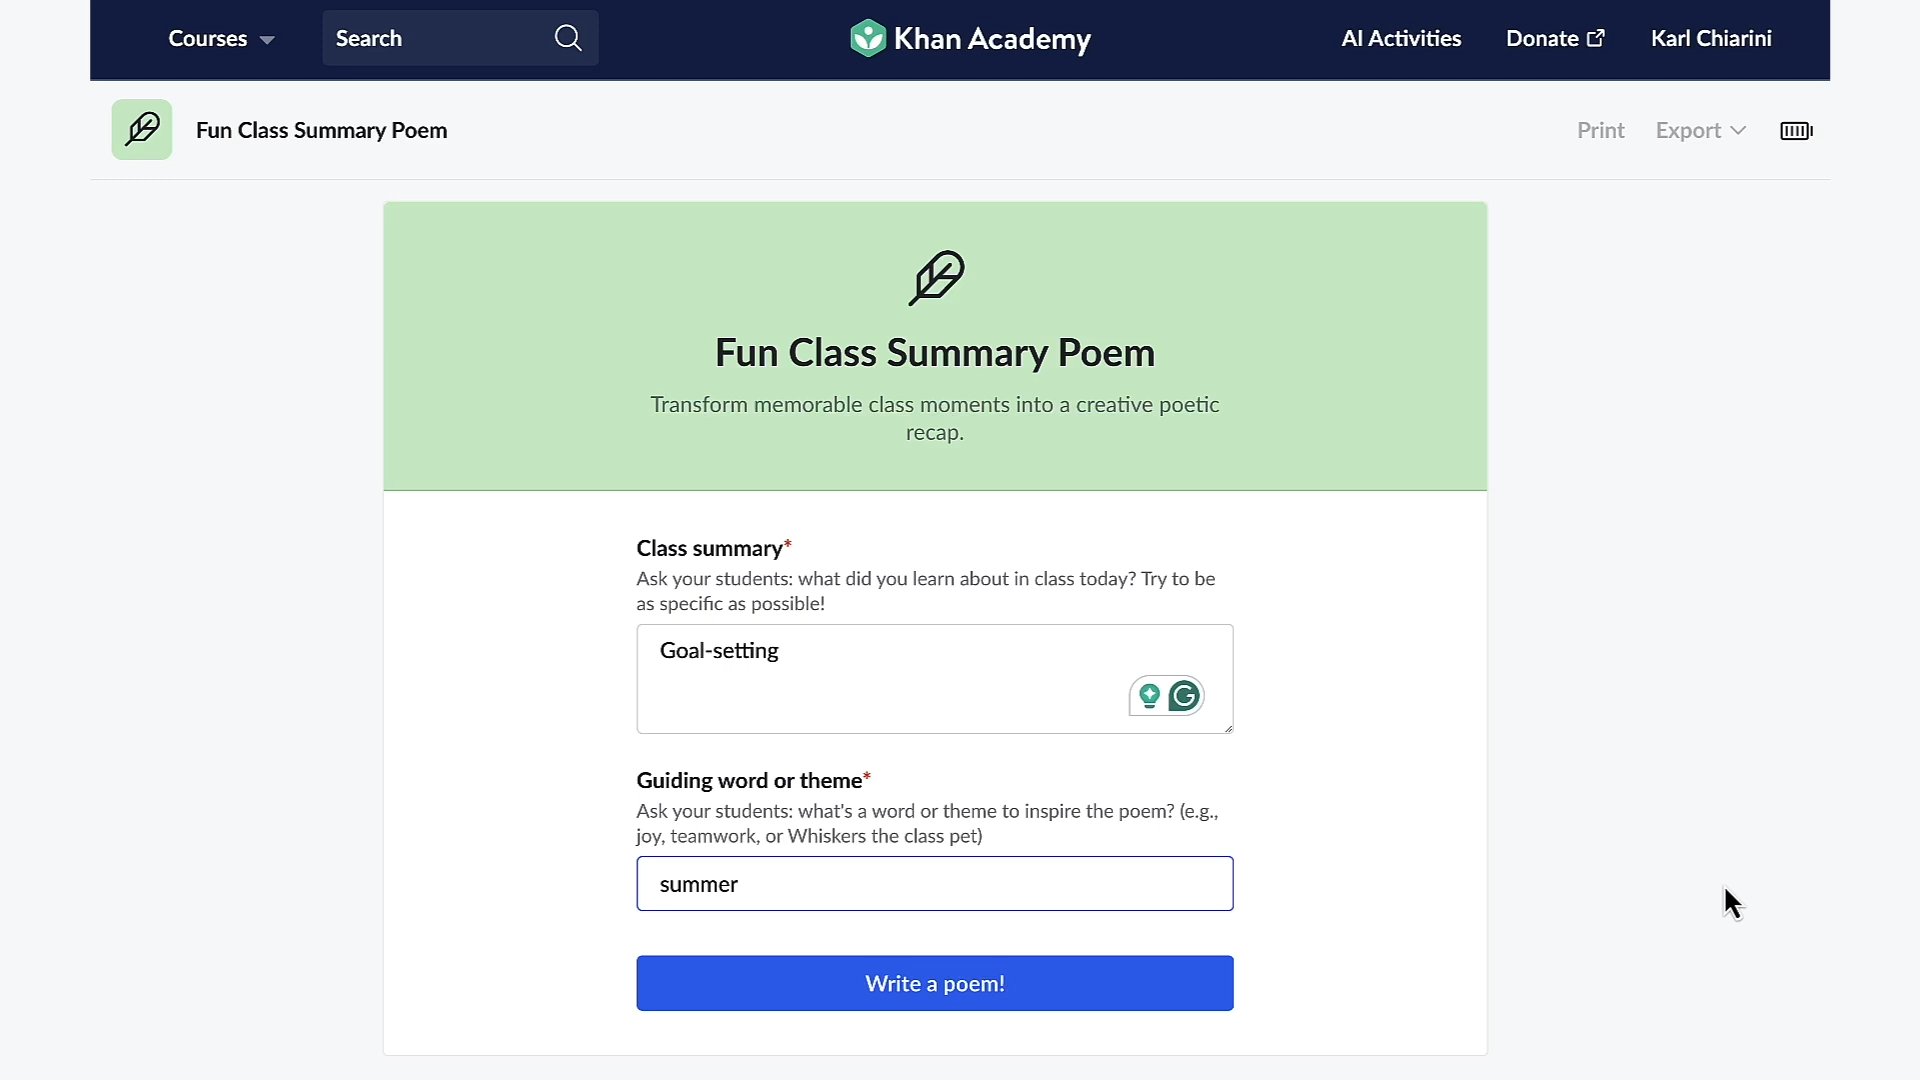 Courses
Search
Khan Academy
AI Activities
Donate
Karl Chiarini
Fun Class Summary Poem
Print
Export
Fun Class Summary Poem
Transform memorable class moments into a creative poetic
recap.
Class summary*
Ask your students: what did you learn about in class today? Try to be
as specific as possible!
Goal-setting
Guiding word or theme*
Ask your students: what's a word or theme to inspire the poem? (e.g.,
joy, teamwork, or Whiskers the class pet)
summer
Write a poem!